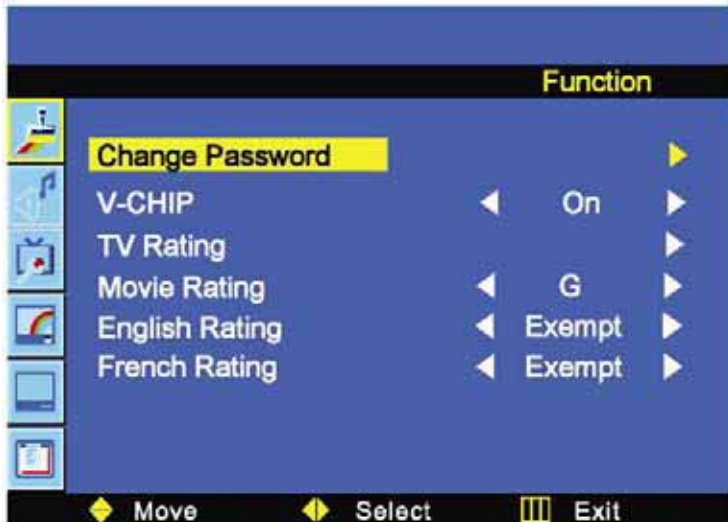 Function
Change Password
V-CHIP On
TV Rating
Movie Rating G
English Rating Exempt
French Rating Exempt
Move Select Exit